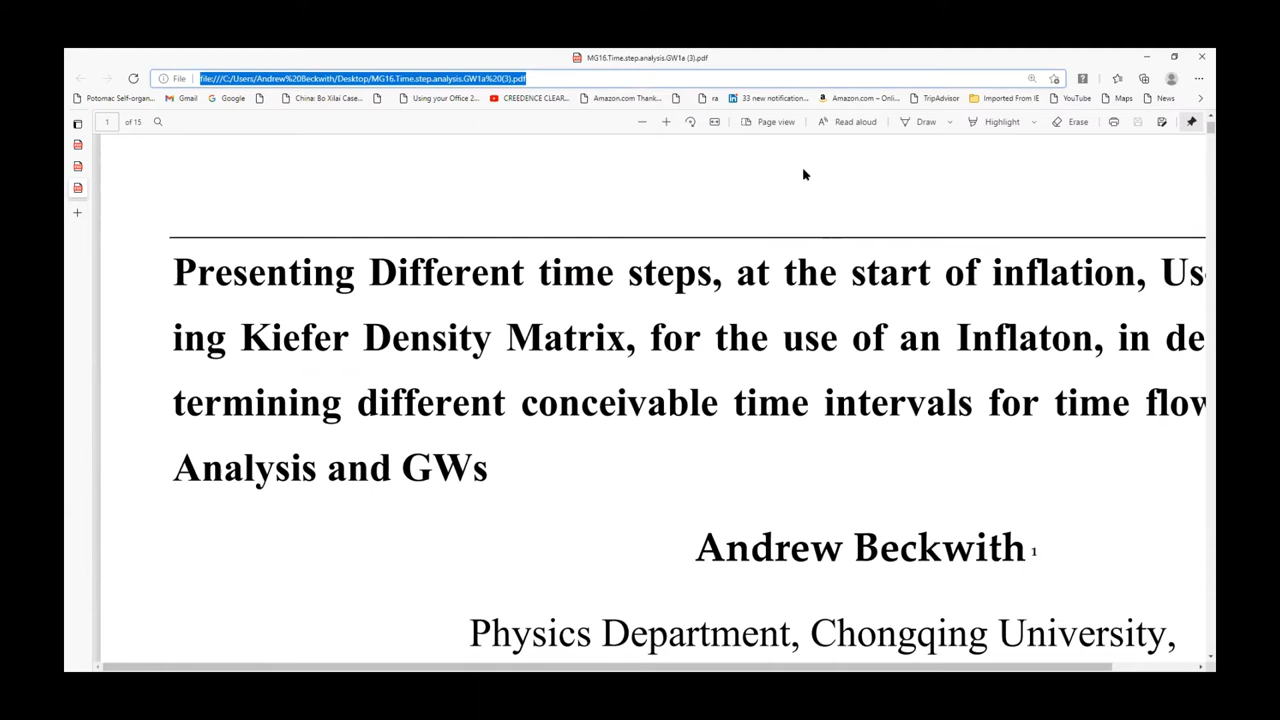 MG16.Time.step.analysis.GW1a (3).pdf
File file:///C:/Users/Andrew%20Beckwith/Desktop/MG16.Time.step.analysis.GW1a%20(3).pdf
Potomac Self-organ... Gmail Google China: Bo Xilai Case... Using your Office 2... CREEDENCE CLEAR... Amazon.com Thank... ra 33 new notification... Amazon.com – Onli... TripAdvisor Imported From IE YouTube Maps News
1 of 15 Page view Read aloud Draw Highlight Erase
Presenting Different time steps, at the start of inflation, Us-
ing Kiefer Density Matrix, for the use of an Inflaton, in de
termining different conceivable time intervals for time flow
Analysis and GWs
Andrew Beckwith 1
Physics Department, Chongqing University,